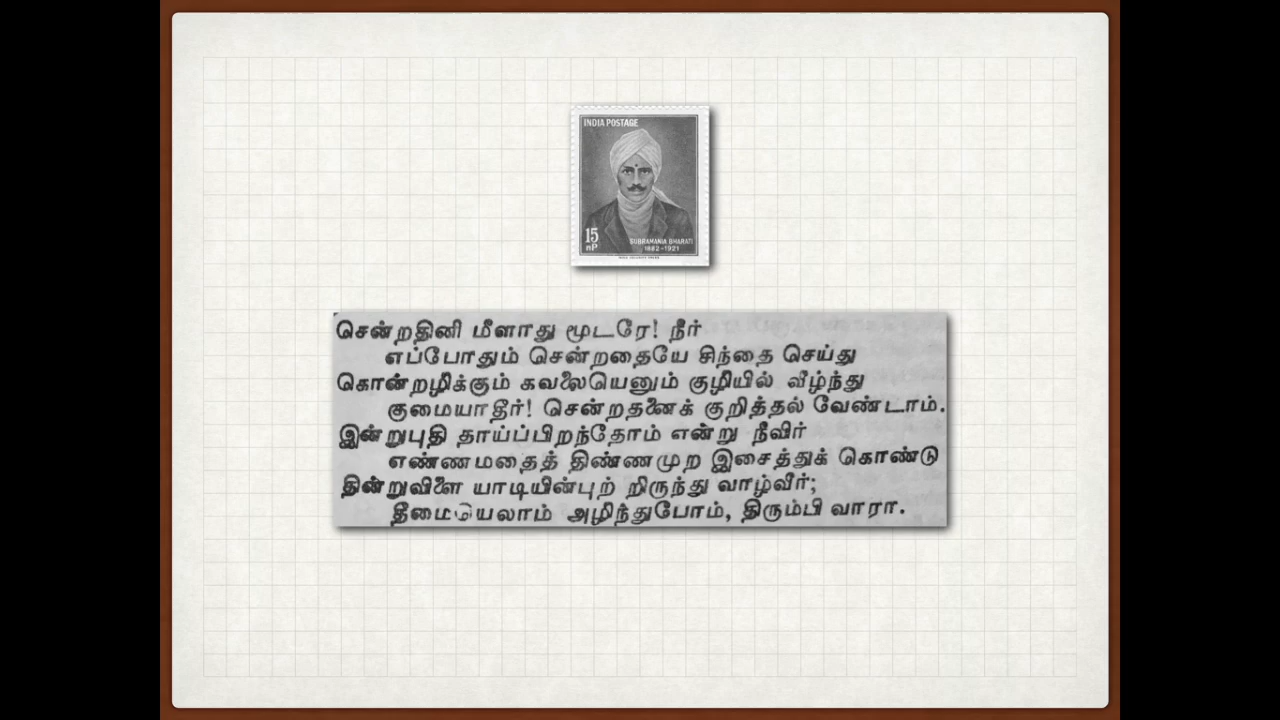 INDIA POSTAGE
15
nP
SUBRAMANIA BHARATI
1882-1921
சென்றதினி மீளாது மூடரே! நீர்
எப்போதும் சென்றதையே சிந்தை செய்து
கொன்றழிக்கும் கவலையெனும் குழியில் வீழ்ந்து
குமையாதீர்! சென்றதனைக் குறித்தல் வேண்டாம்.
இன்றுபுதி தாய்ப்பிறந்தோம் என்று நீவிர்
எண்ணமதைத் திண்ணமுற இசைத்துக் கொண்டு
தின்றுவிளை யாடியின்புற் றிருந்து வாழ்வீர்;
அழிந்துபோம், திரும்பி வாரா.